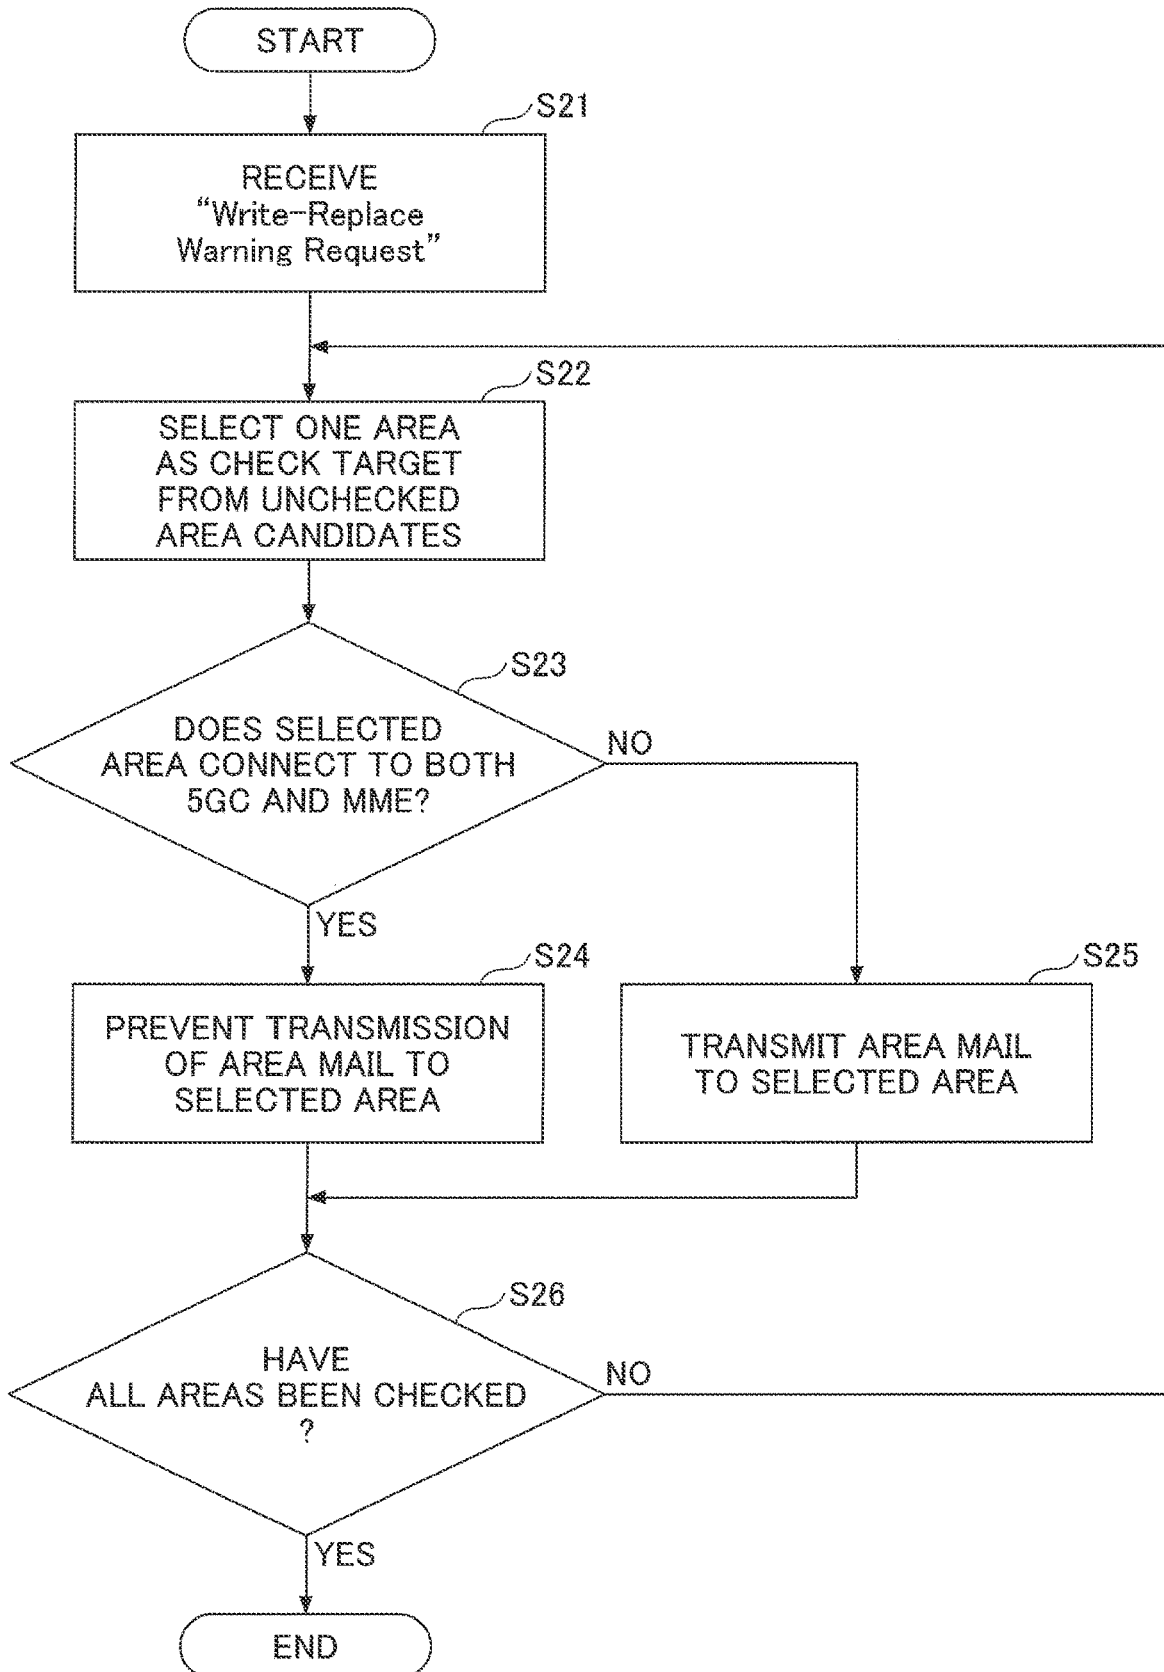 START
S21
RECEIVE
“Write-Replace
Warning Request”
S22
SELECT ONE AREA
AS CHECK TARGET
FROM UNCHECKED
AREA CANDIDATES
S23
DOES SELECTED
AREA CONNECT TO BOTH
5GC AND MME?
NO
YES
S24
PREVENT TRANSMISSION
OF AREA MAIL TO
SELECTED AREA
S25
TRANSMIT AREA MAIL
TO SELECTED AREA
S26
HAVE
ALL AREAS BEEN CHECKED
?
NO
YES
END